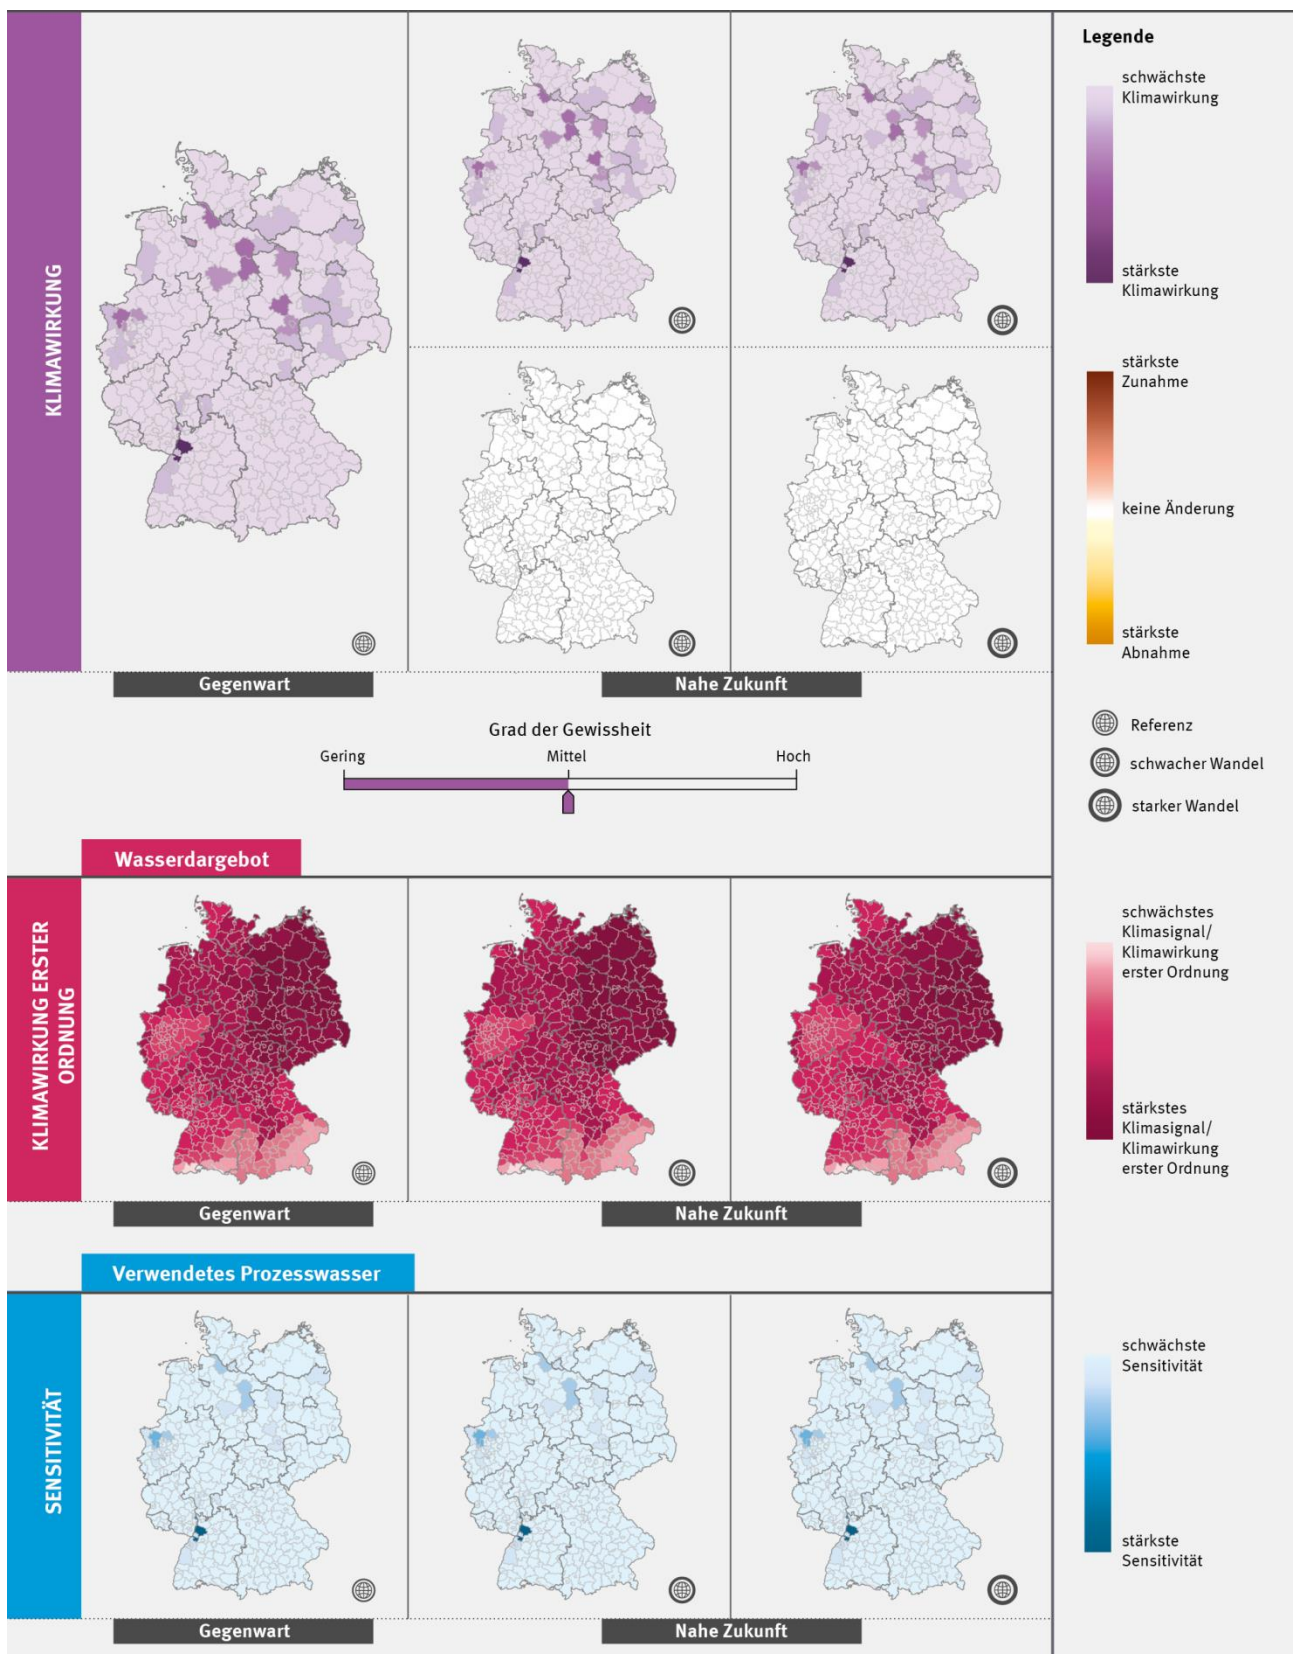 KLIMAWIRKUNG
Gegenwart
Nahe Zukunft
Grad der Gewissheit
Gering
Mittel
Hoch
Wasserdargebot
KLIMAWIRKUNG ERSTER
ORDNUNG
Gegenwart
Nahe Zukunft
Verwendetes Prozesswasser
SENSITIVITÄT
Gegenwart
Nahe Zukunft
Legende
schwächste
Klimawirkung
stärkste
Klimawirkung
stärkste
Zunahme
keine Änderung
stärkste
Abnahme
Referenz
schwacher Wandel
starker Wandel
schwächstes
Klimasignal/
Klimawirkung
erster Ordnung
stärkstes
Klimasignal/
Klimawirkung
erster Ordnung
schwächste
Sensitivität
stärkste
Sensitivität